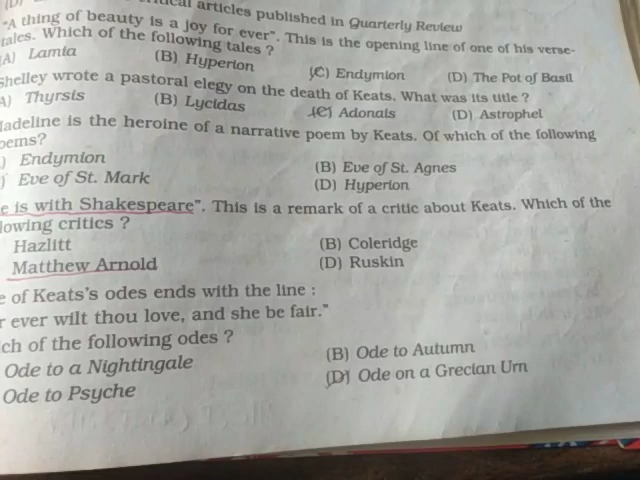 articles published in Quarterly Review
"A thing of beauty is a joy for ever". This is the opening line of one of his verse-
tales. Which of the following tales ?
A) Lamia (B) Hyperion (C) Endymion (D) The Pot of Basil
Shelley wrote a pastoral elegy on the death of Keats. What was its title ?
A) Thyrsis (B) Lycidas (C) Adonais (D) Astrophel
Madeline is the heroine of a narrative poem by Keats. Of which of the following
poems?
) Endymion (B) Eve of St. Agnes
) Eve of St. Mark (D) Hyperion
e is with Shakespeare". This is a remark of a critic about Keats. Which of the
lowing critics ?
Hazlitt (B) Coleridge
Matthew Arnold (D) Ruskin
e of Keats's odes ends with the line :
r ever wilt thou love, and she be fair."
ch of the following odes ?
Ode to a Nightingale (B) Ode to Autumn
Ode to Psyche (D) Ode on a Grecian Urn